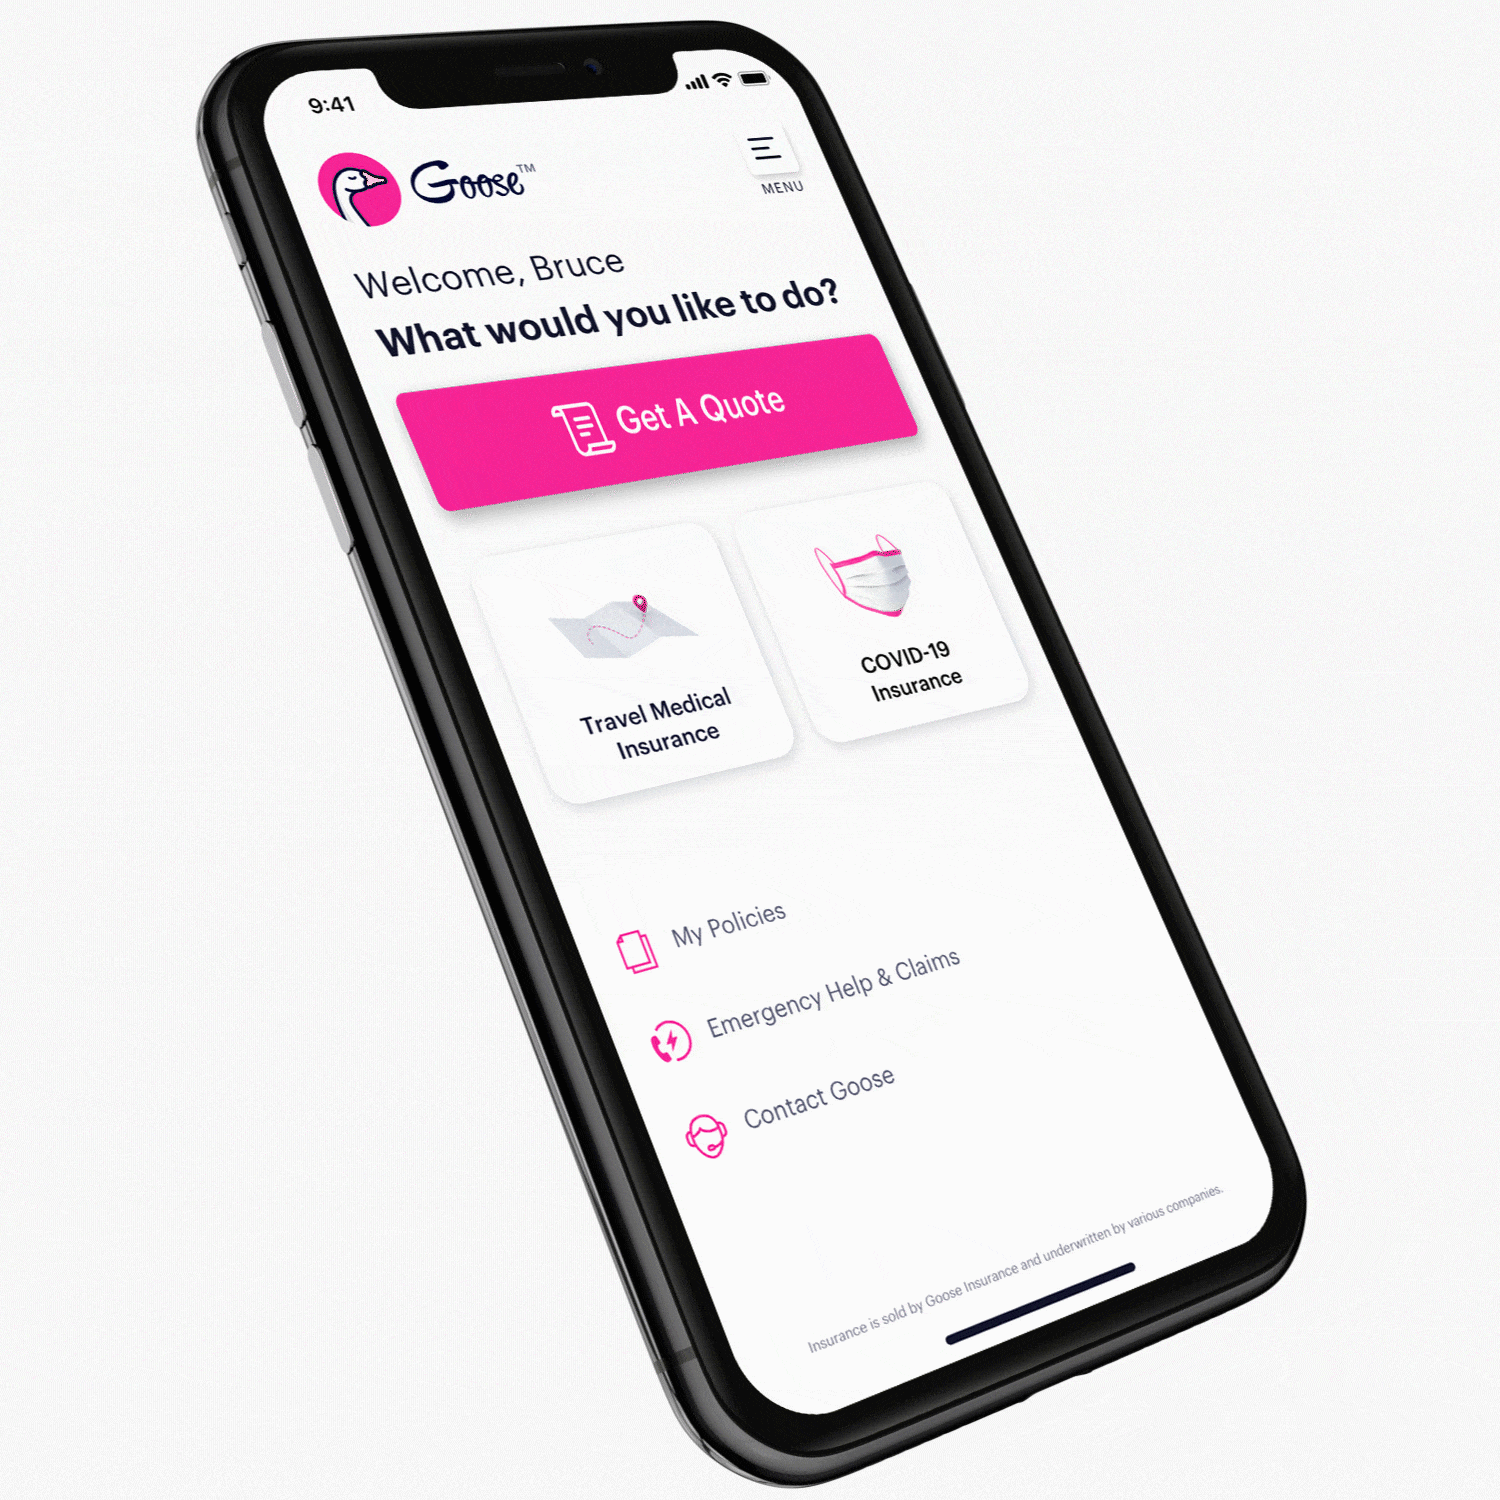 9:41
Goose™
MENU
Welcome, Bruce
What would you like to do?
Get A Quote
Travel Medical
Insurance
COVID-19
Insurance
My Policies
Emergency Help & Claims
Contact Goose
Insurance is sold by Goose Insurance and underwritten by various companies.